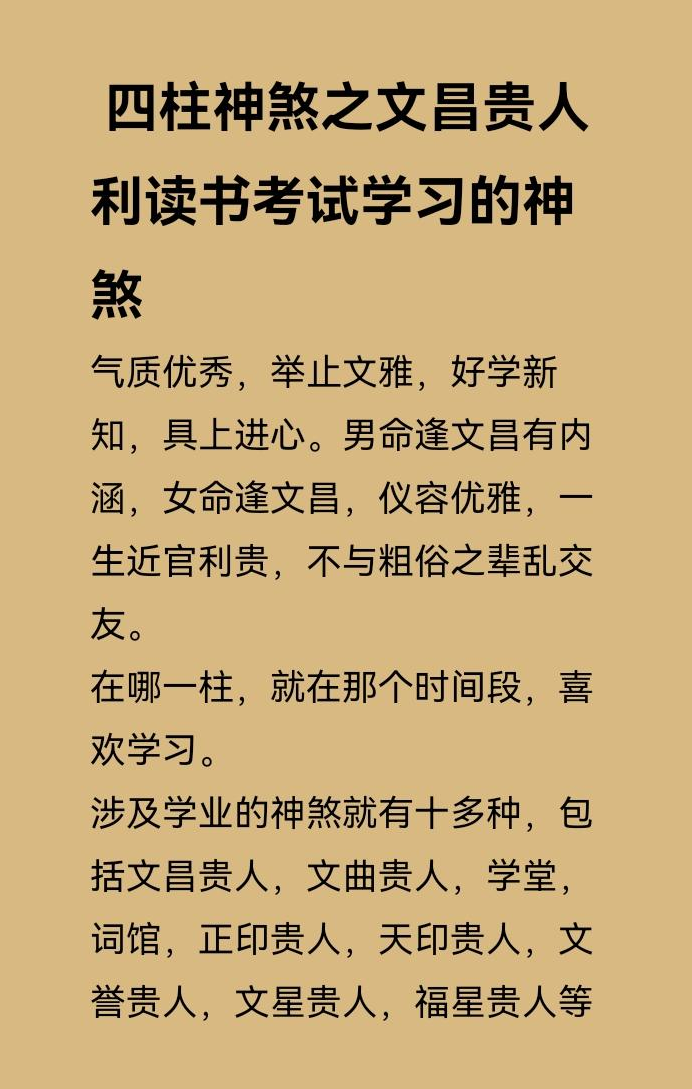 四柱神煞之文昌贵人
利读书考试学习的神
煞
气质优秀，举止文雅，好学新
知，具上进心。男命逢文昌有内
涵，女命逢文昌，仪容优雅，一
生近官利贵，不与粗俗之辈乱交
友。
在哪一柱，就在那个时间段，喜
欢学习。
涉及学业的神煞就有十多种，包
括文昌贵人，文曲贵人，学堂，
词馆，正印贵人，天印贵人，文
誉贵人，文星贵人，福星贵人等